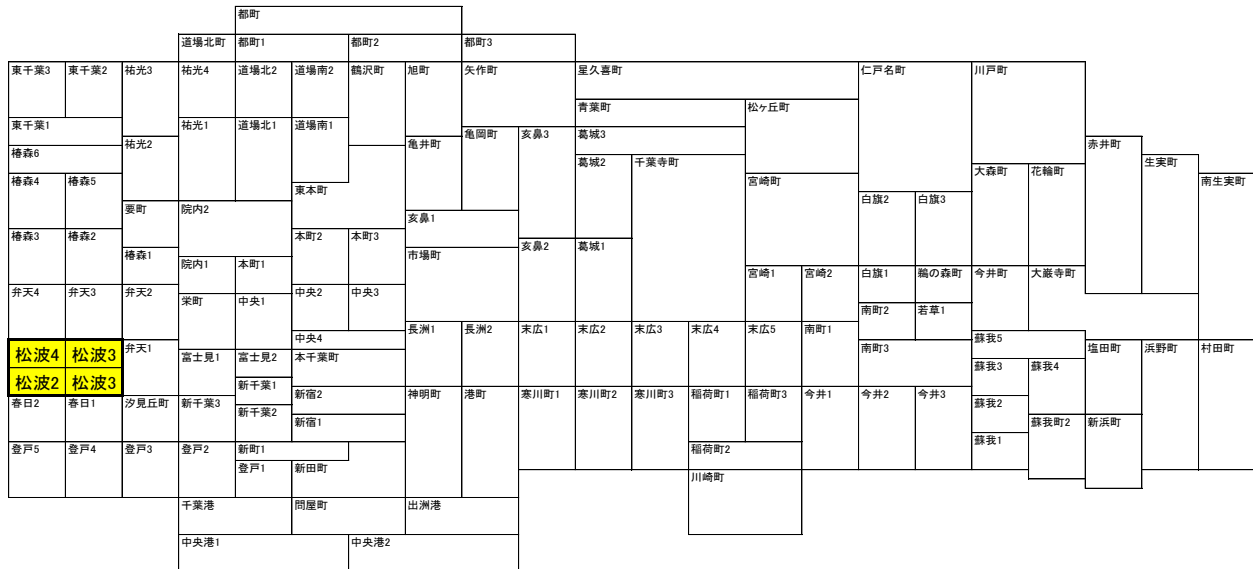 都町
道場北町 都町1 都町2 都町3
東千葉3 東千葉2 祐光3 祐光4 道場北2 道場南2 鶴沢町 旭町 矢作町 星久喜町 仁戸名町 川戸町
青葉町 松ヶ丘町
東千葉1 祐光1 道場北1 道場南1 亀岡町 亥鼻3 葛城3
椿森6 祐光2 亀井町 赤井町
葛城2 千葉寺町 生実町
椿森4 椿森5 東本町 宮崎町 大森町 花輪町 南生実町
要町 院内2 亥鼻1 白旗2 白旗3
椿森3 椿森2 本町2 本町3 亥鼻2 葛城1
椿森1 院内1 本町1 市場町 宮崎1 宮崎2 白旗1 鵜の森町 今井町 大巌寺町
弁天4 弁天3 弁天2 栄町 中央1 中央2 中央3 南町2 若草1
中央4 長洲1 長洲2 末広1 末広2 末広3 末広4 末広5 南町1 蘇我5
松波4 松波3 弁天1 富士見1 富士見2 本千葉町 南町3 塩田町 浜野町 村田町
蘇我3 蘇我4
松波2 松波3 新千葉1
春日2 春日1 汐見丘町 新千葉3 新千葉2 新宿2 神明町 港町 寒川町1 寒川町2 寒川町3 稲荷町1 稲荷町3 今井1 今井2 今井3 蘇我2
新宿1 蘇我町2 新浜町
登戸5 登戸4 登戸3 登戸2 新町1 稲荷町2 蘇我1
登戸1 新田町 川崎町
千葉港 問屋町 出洲港
中央港1 中央港2